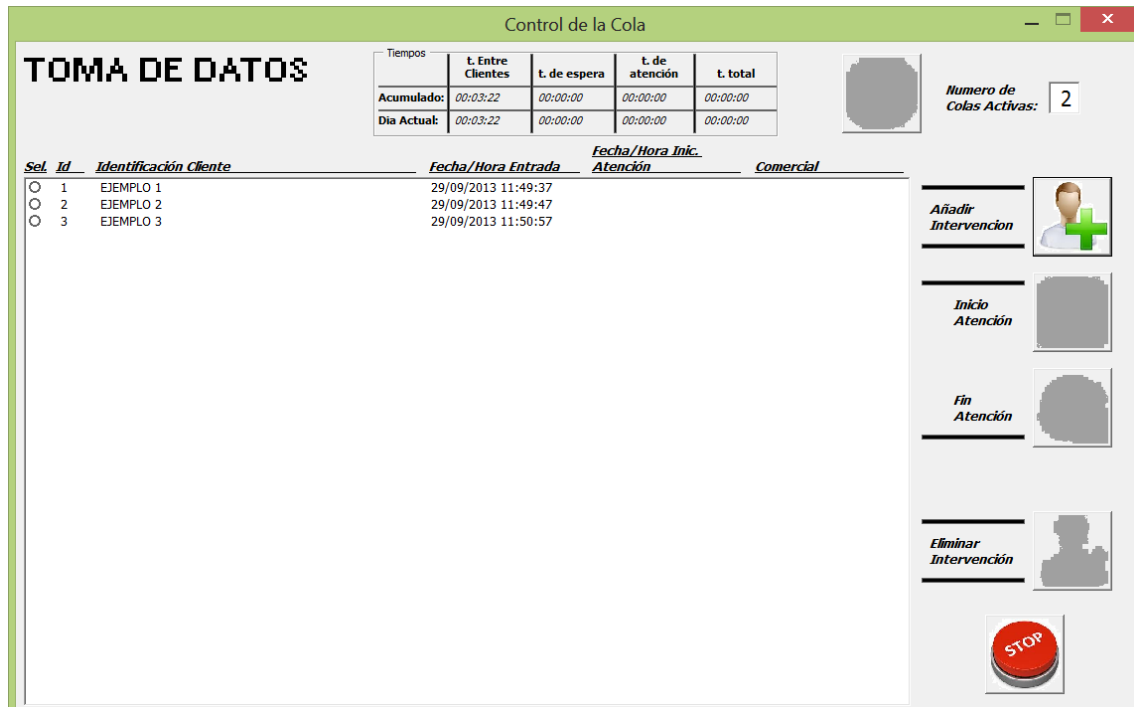 Control de la Cola
TOMA DE DATOS
Tiempos
t. Entre Clientes t. de espera t. de atención t. total
Acumulado: 00:03:22 00:00:00 00:00:00 00:00:00
Dia Actual: 00:03:22 00:00:00 00:00:00 00:00:00
Numero de
Colas Activas: 2
Sel. Id Identificación Cliente Fecha/Hora Entrada Fecha/Hora Inic. Atención Comercial
1 EJEMPLO 1 29/09/2013 11:49:37
2 EJEMPLO 2 29/09/2013 11:49:47
3 EJEMPLO 3 29/09/2013 11:50:57
Añadir
Intervencion
Inicio
Atención
Fin
Atención
Eliminar
Intervención
STOP